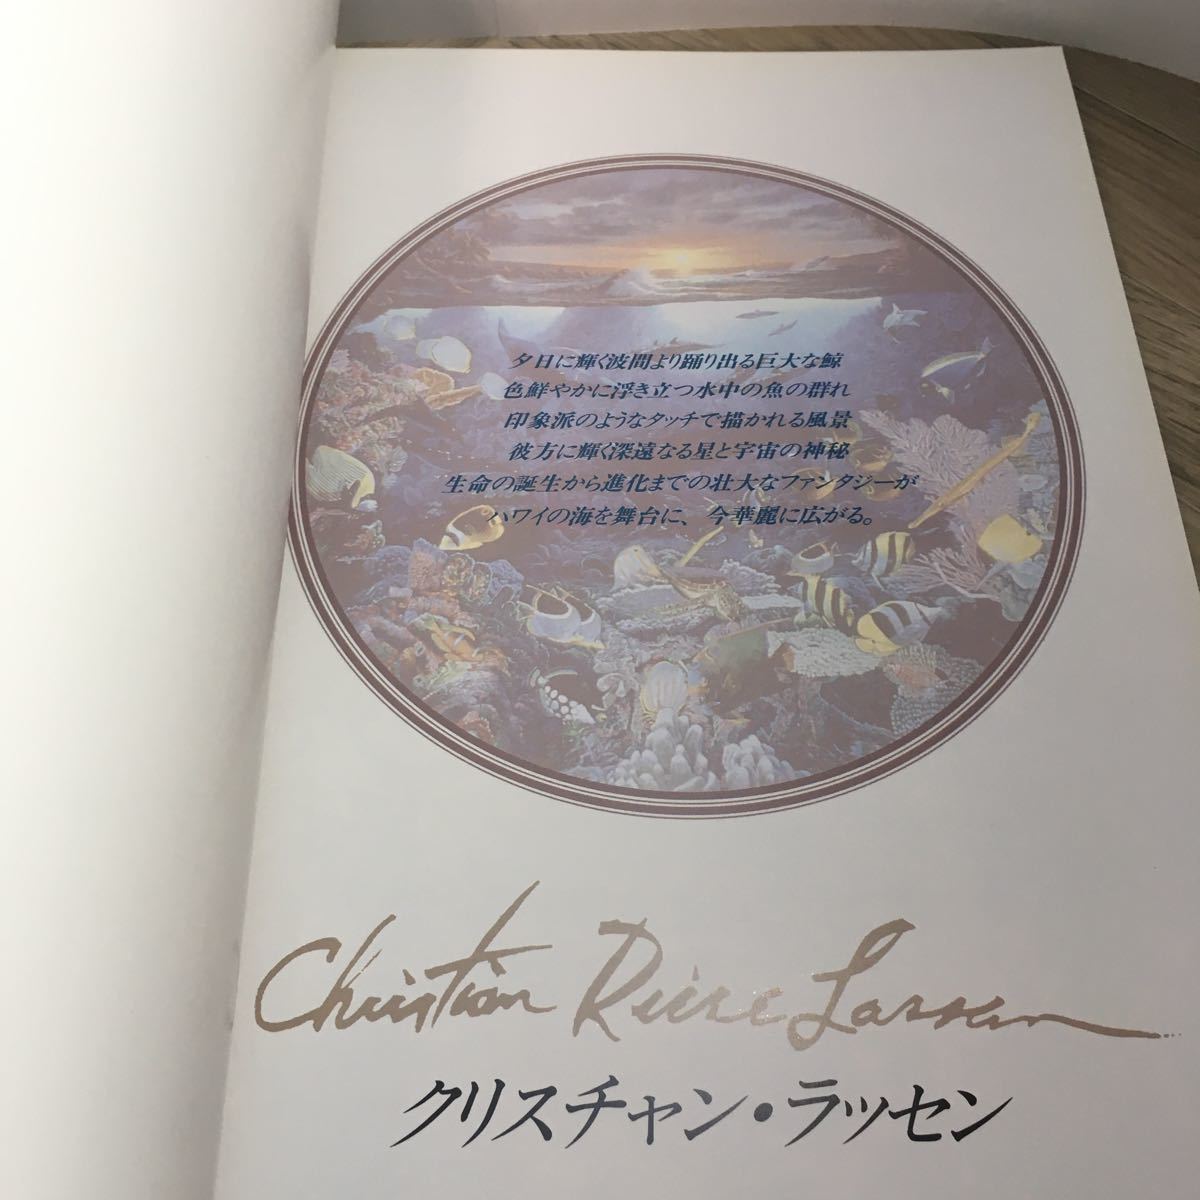 夕日に輝く波間より踊り出る巨大な鯨
色鮮やかに浮き立つ水中の魚の群れ
印象派のようなタッチで描かれる風景
彼方に輝く深遠なる星と宇宙の神秘
生命の誕生から進化までの壮大なファンタジーが
ハワイの海を舞台に、今華麗に広がる。
Christian Riese Lassen
クリスチャン・ラッセン